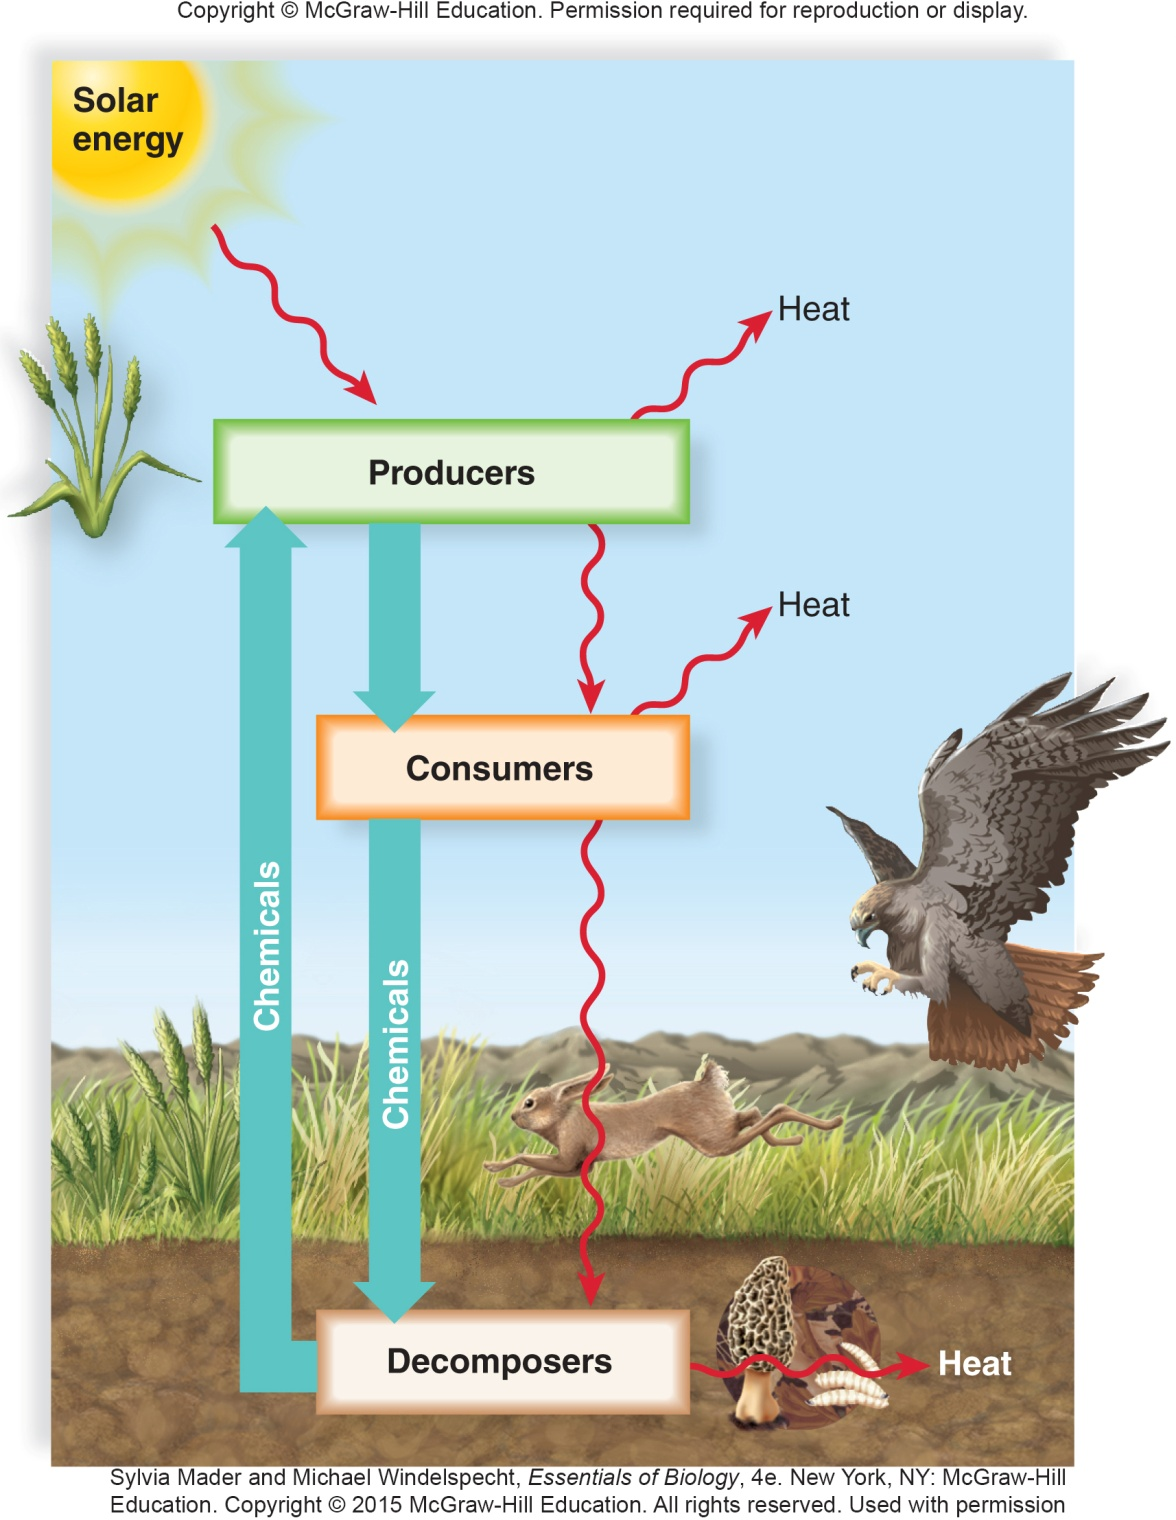 Copyright © McGraw-Hill Education. Permission required for reproduction or display.
Solar
energy
Heat
Producers
Heat
Consumers
Chemicals
Chemicals
Decomposers
Heat
Sylvia Mader and Michael Windelspecht, Essentials of Biology, 4e. New York, NY: McGraw-Hill
Education. Copyright © 2015 McGraw-Hill Education. All rights reserved. Used with permission